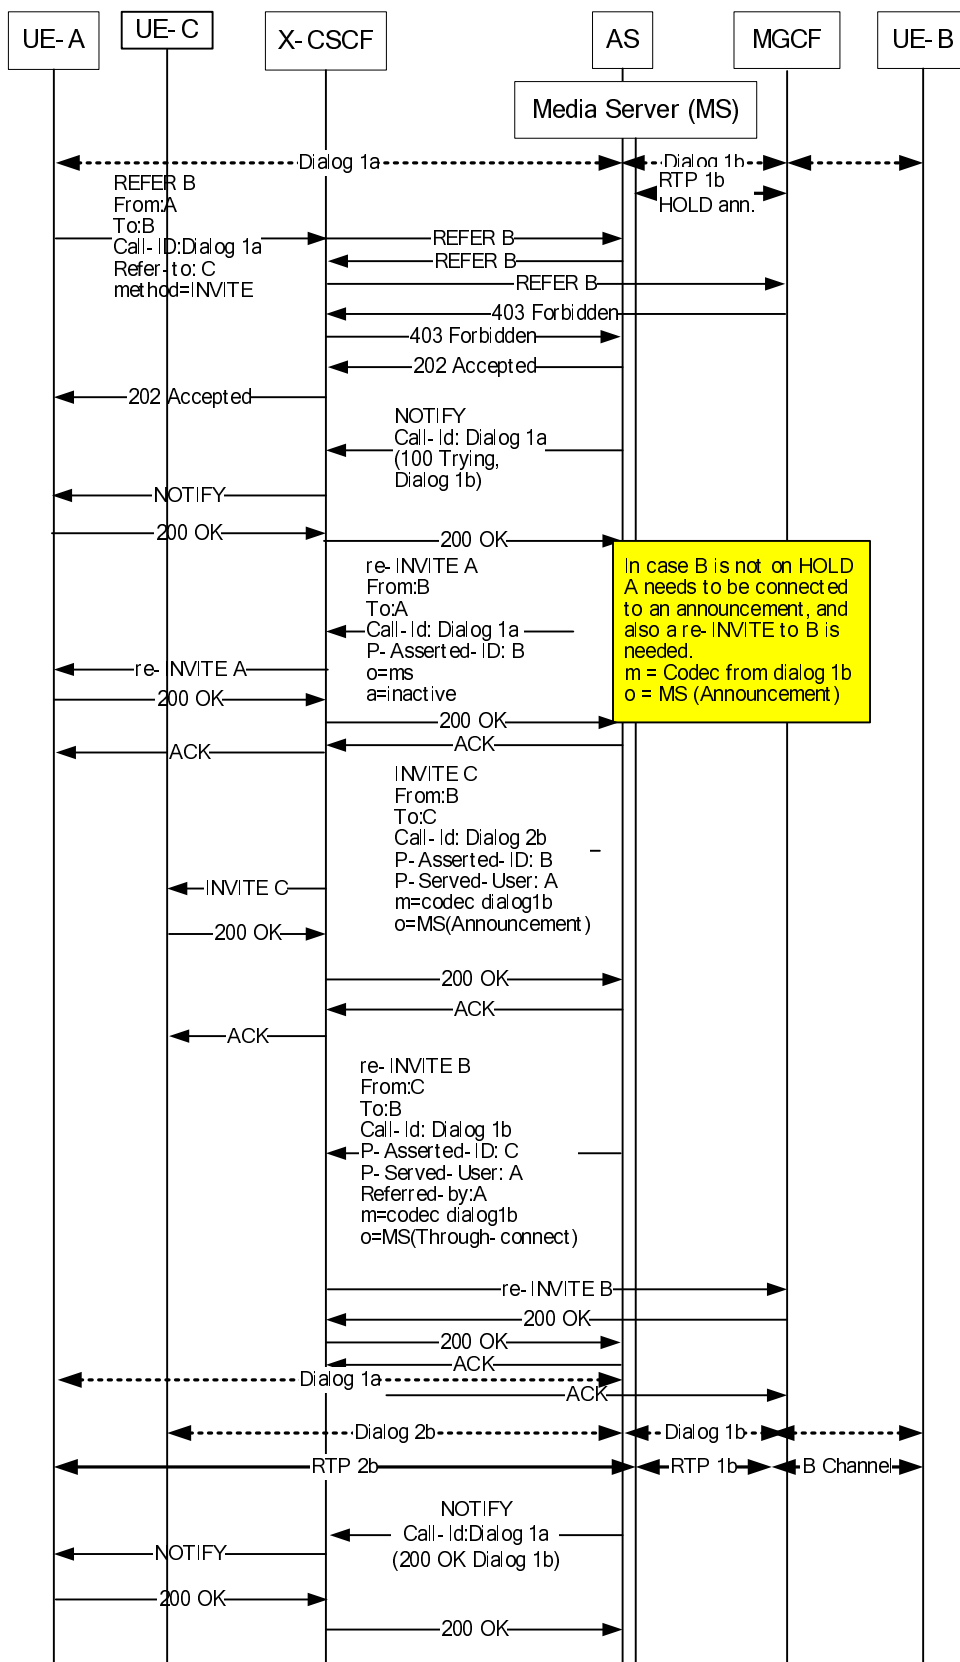 UE-A
UE-C
X-CSCF
AS
MGCF
UE-B
Media Server (MS)
Dialog 1a
Dialog 1b
RTP 1b
HOLD ann.
REFER B
From:A
To:B
Call-ID:Dialog 1a
Refer-to: C
method=INVITE
REFER B
REFER B
REFER B
403 Forbidden
403 Forbidden
202 Accepted
202 Accepted
NOTIFY
Call-Id: Dialog 1a
(100 Trying,
Dialog 1b)
NOTIFY
200 OK
200 OK
re-INVITE A
From:B
To:A
Call-Id: Dialog 1a
P-Asserted-ID: B
o=ms
a=inactive
In case B is not on HOLD
A needs to be connected
to an announcement, and
also a re-INVITE to B is
needed.
m = Codec from dialog 1b
o = MS (Announcement)
re-INVITE A
200 OK
200 OK
ACK
ACK
INVITE C
From:B
To:C
Call-Id: Dialog 2b
P-Asserted-ID: B
P-Served-User: A
m=codec dialog1b
o=MS(Announcement)
INVITE C
200 OK
200 OK
ACK
ACK
re-INVITE B
From:C
To:B
Call-Id: Dialog 1b
P-Asserted-ID: C
P-Served-User: A
Referred-by:A
m=codec dialog1b
o=MS(Through-connect)
re-INVITE B
200 OK
200 OK
ACK
Dialog 1a
ACK
Dialog 2b
Dialog 1b
RTP 2b
RTP 1b
B Channel
NOTIFY
Call-Id:Dialog 1a
(200 OK Dialog 1b)
NOTIFY
200 OK
200 OK